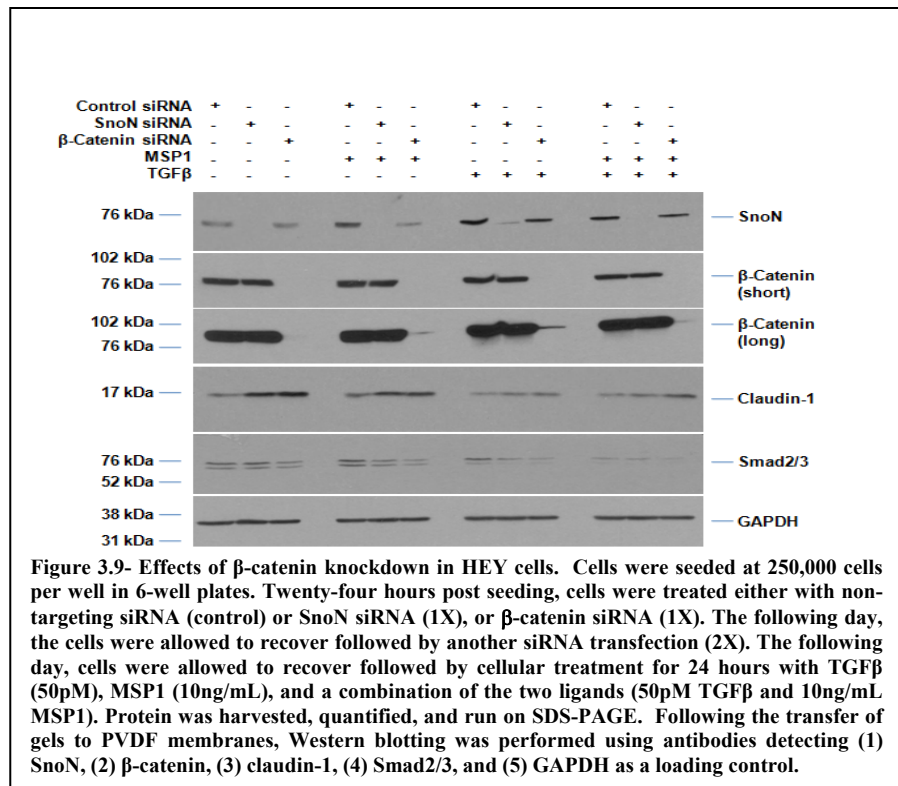 Control siRNA + - - + - - + - - + - -
SnoN siRNA - + - - + - - + - - + -
β-Catenin siRNA - - + - - + - - + - - +
MSP1 - - - + + + - - - + + +
TGFβ - - - - - - + + + + + +
76 kDa SnoN
102 kDa
76 kDa β-Catenin (short)
102 kDa
76 kDa β-Catenin (long)
17 kDa Claudin-1
76 kDa Smad2/3
52 kDa
38 kDa GAPDH
31 kDa
Figure 3.9- Effects of β-catenin knockdown in HEY cells. Cells were seeded at 250,000 cells
per well in 6-well plates. Twenty-four hours post seeding, cells were treated either with non-
targeting siRNA (control) or SnoN siRNA (1X), or β-catenin siRNA (1X). The following day,
the cells were allowed to recover followed by another siRNA transfection (2X). The following
day, cells were allowed to recover followed by cellular treatment for 24 hours with TGFβ
(50pM), MSP1 (10ng/mL), and a combination of the two ligands (50pM TGFβ and 10ng/mL
MSP1). Protein was harvested, quantified, and run on SDS-PAGE. Following the transfer of
gels to PVDF membranes, Western blotting was performed using antibodies detecting (1)
SnoN, (2) β-catenin, (3) claudin-1, (4) Smad2/3, and (5) GAPDH as a loading control.